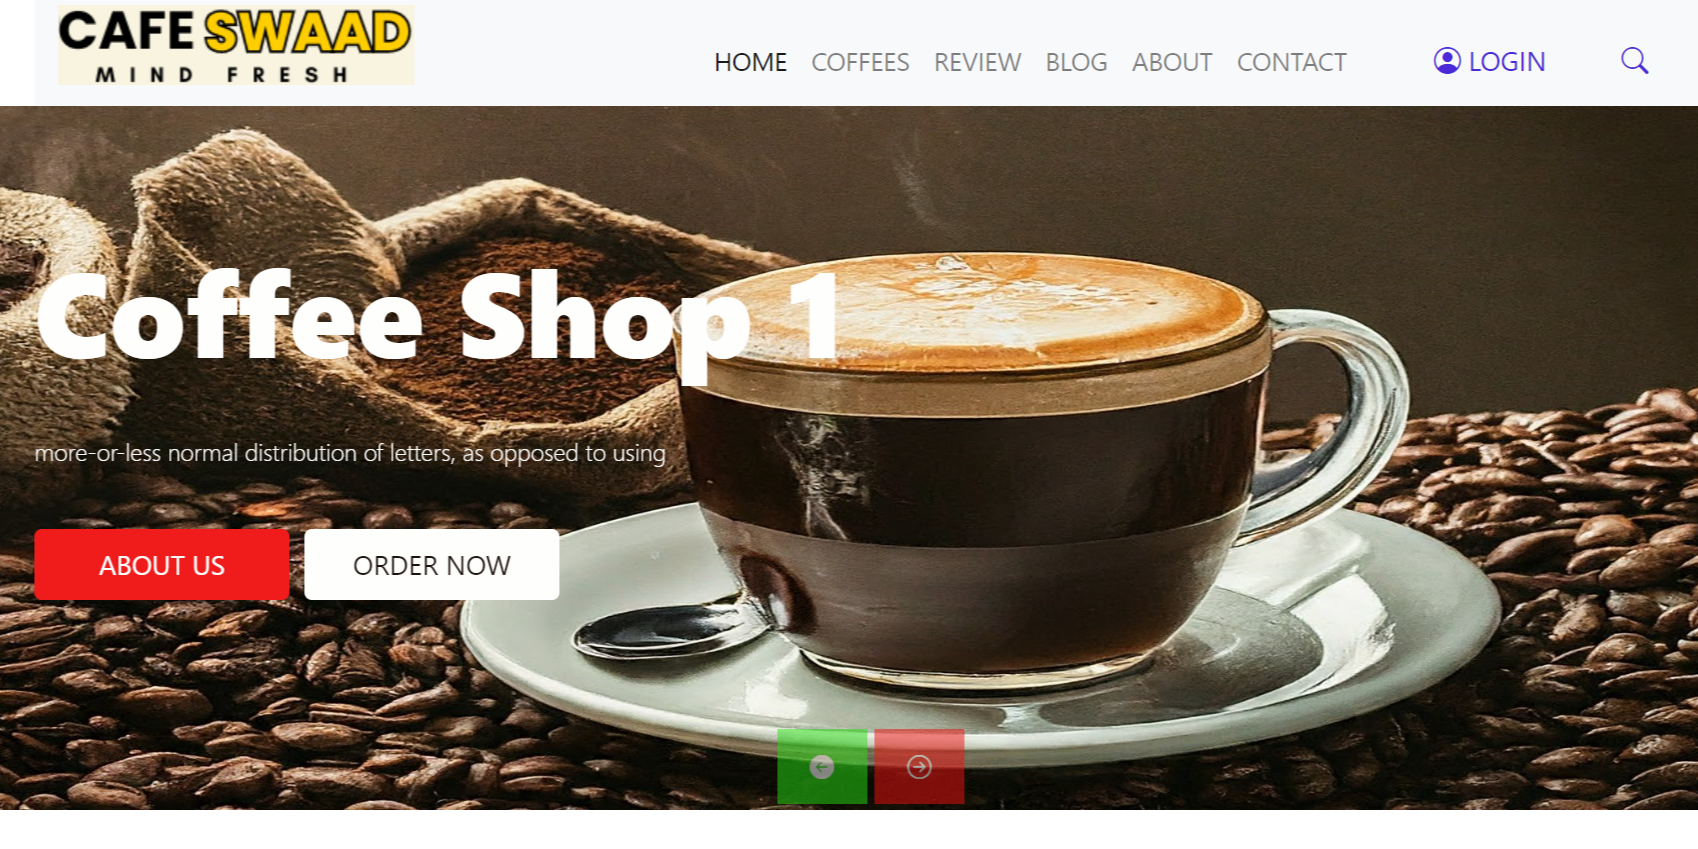 CAFE SWAAD
MIND FRESH
HOME COFFEES REVIEW BLOG ABOUT CONTACT LOGIN
Coffee Shop 1
more-or-less normal distribution of letters, as opposed to using
ABOUT US ORDER NOW